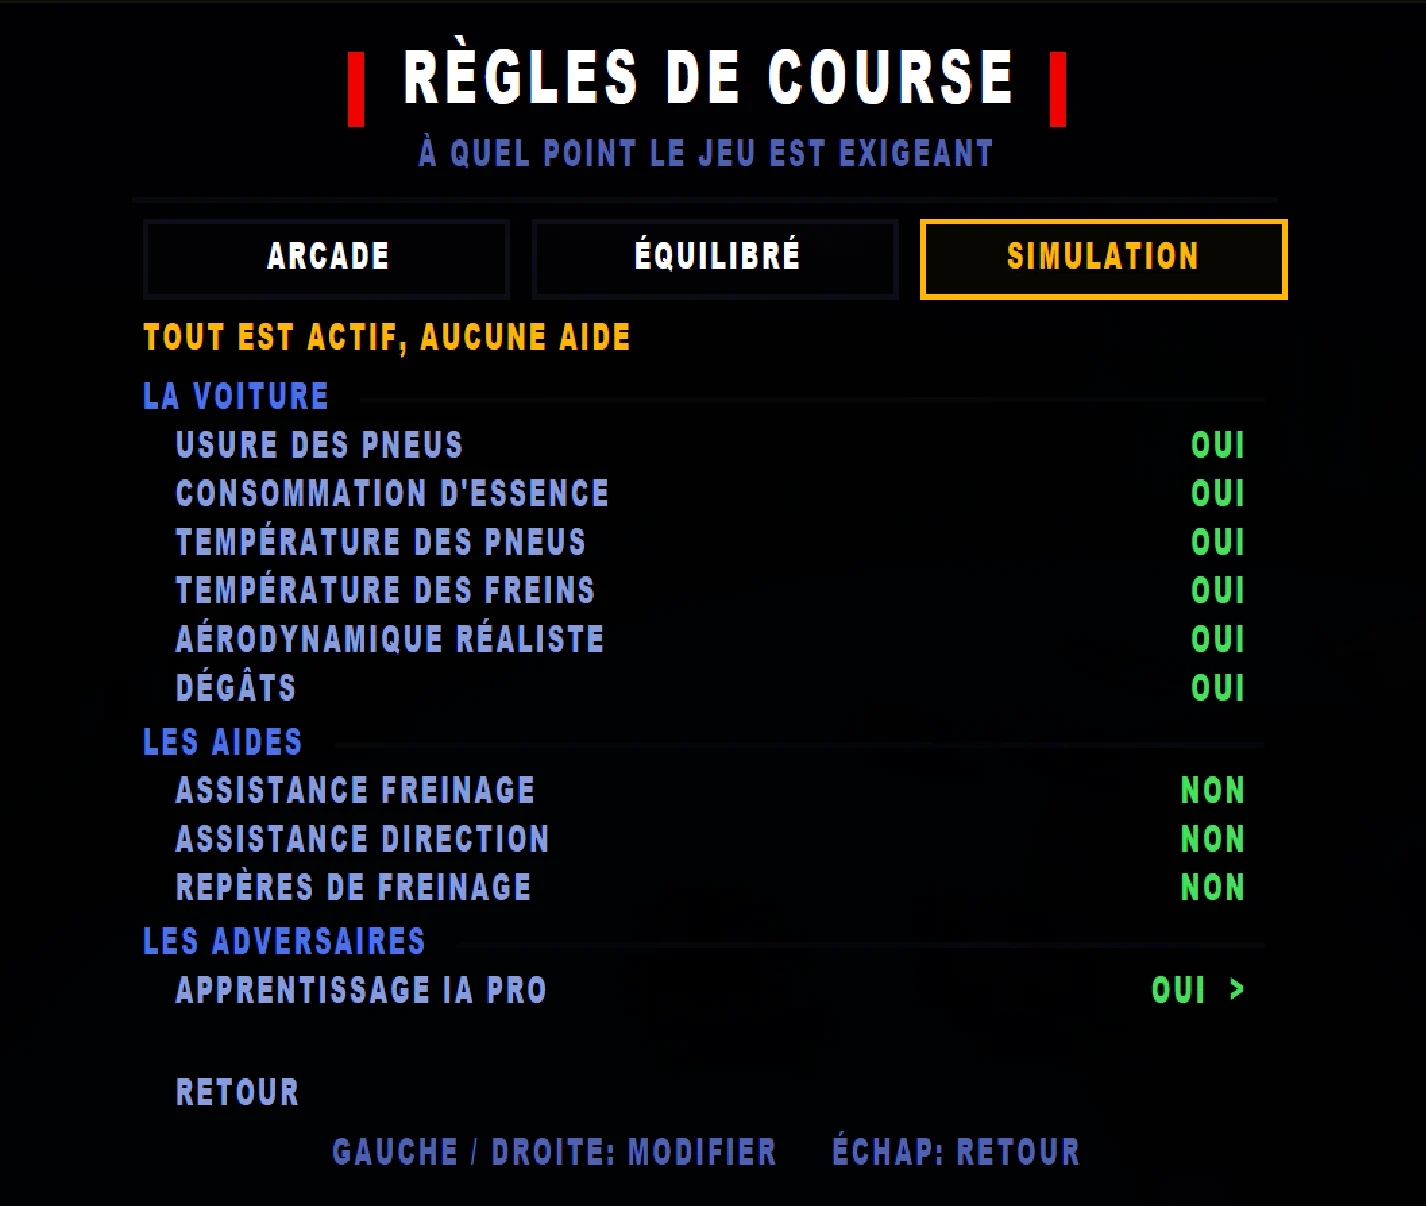 RÈGLES DE COURSE
À QUEL POINT LE JEU EST EXIGEANT
ARCADE ÉQUILIBRÉ SIMULATION
TOUT EST ACTIF, AUCUNE AIDE
LA VOITURE
USURE DES PNEUS OUI
CONSOMMATION D'ESSENCE OUI
TEMPÉRATURE DES PNEUS OUI
TEMPÉRATURE DES FREINS OUI
AÉRODYNAMIQUE RÉALISTE OUI
DÉGÂTS OUI
LES AIDES
ASSISTANCE FREINAGE NON
ASSISTANCE DIRECTION NON
REPÈRES DE FREINAGE NON
LES ADVERSAIRES
APPRENTISSAGE IA PRO OUI >
RETOUR
GAUCHE / DROITE: MODIFIER ÉCHAP: RETOUR